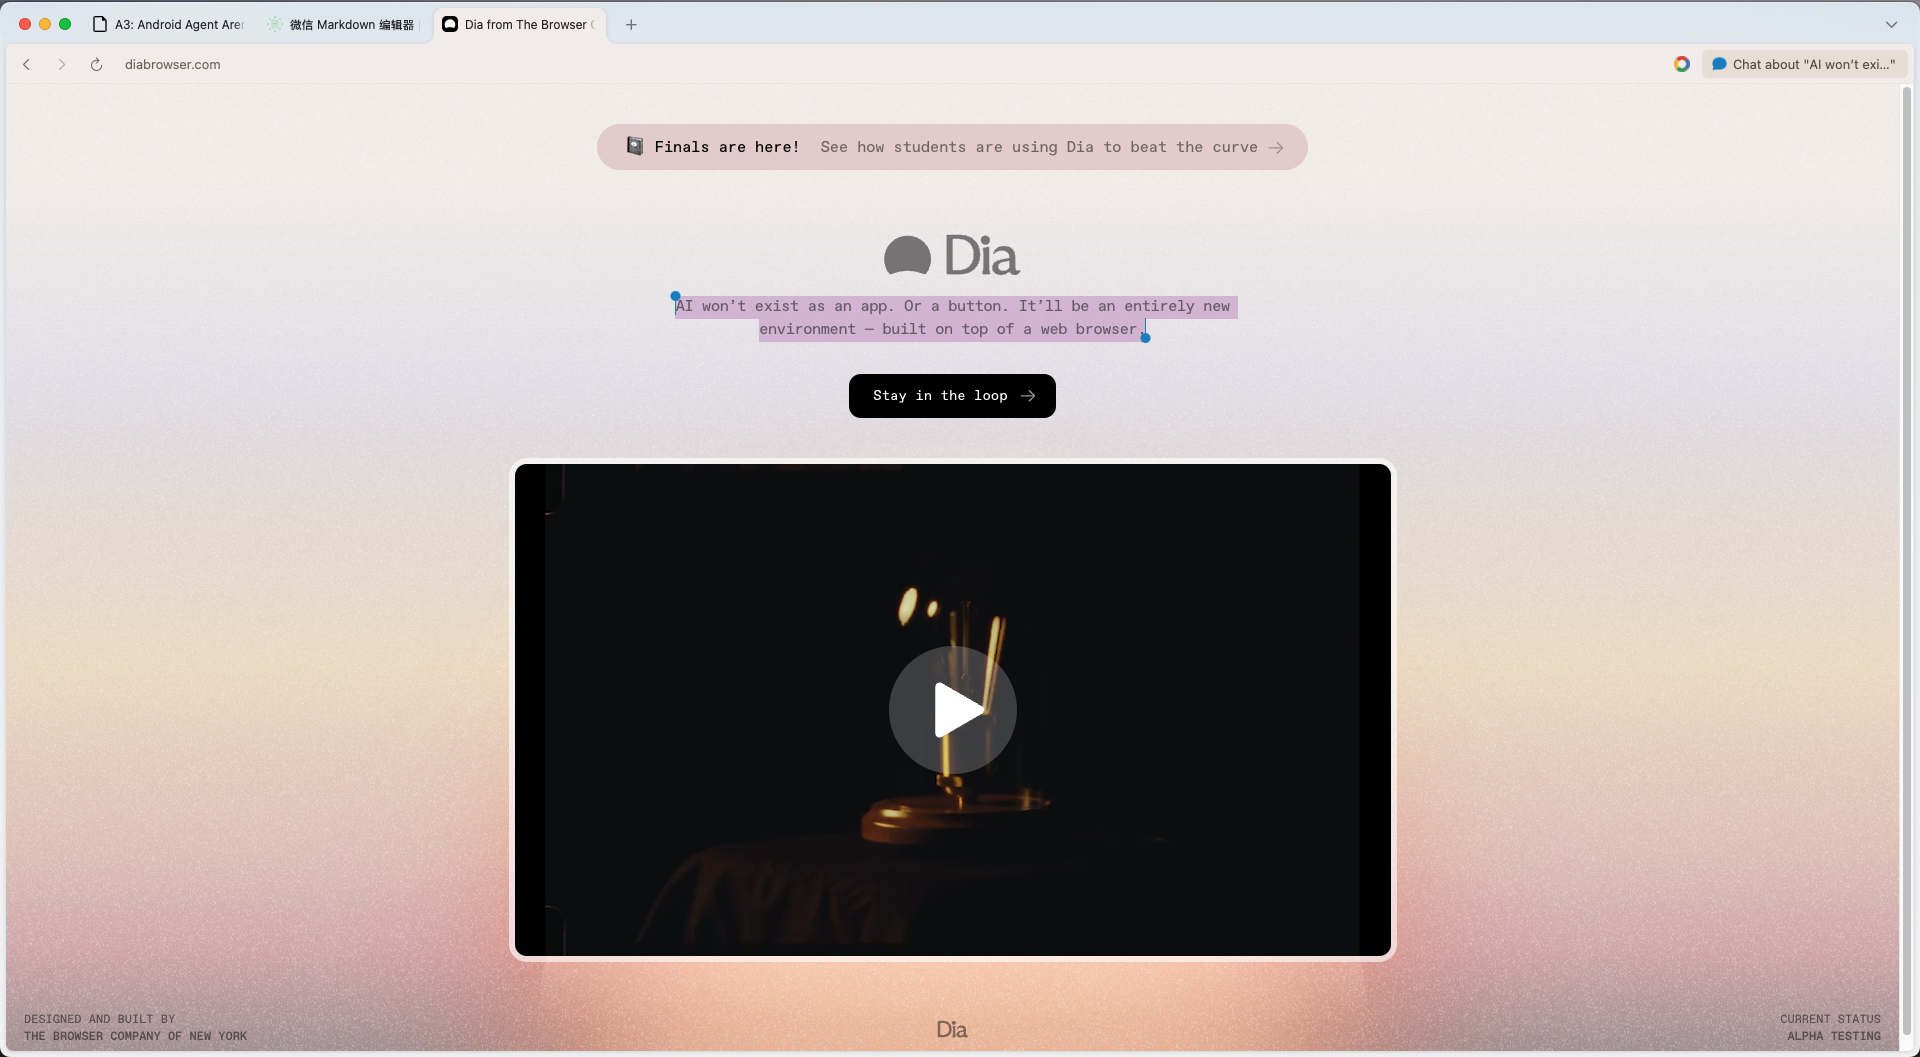 A3: Android Agent Arer
微信 Markdown 编辑器
Dia from The Browser C
diabrowser.com
Chat about "AI won't exi..."
Finals are here! See how students are using Dia to beat the curve →
Dia
AI won’t exist as an app. Or a button. It’ll be an entirely new
environment — built on top of a web browser.
Stay in the loop →
DESIGNED AND BUILT BY
THE BROWSER COMPANY OF NEW YORK
Dia
CURRENT STATUS
ALPHA TESTING